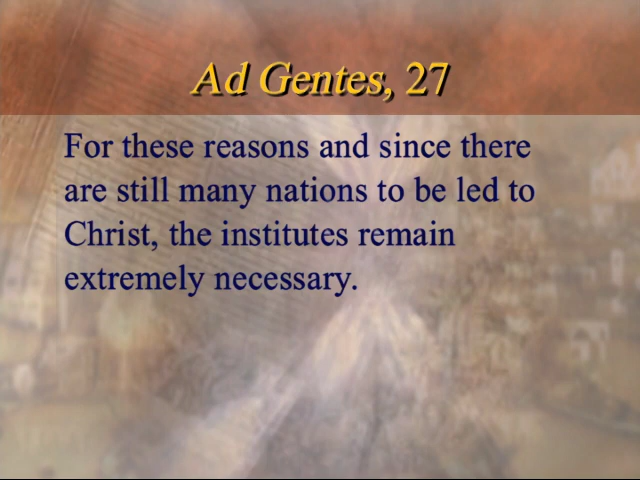 Ad Gentes, 27
For these reasons and since there
are still many nations to be led to
Christ, the institutes remain
extremely necessary.